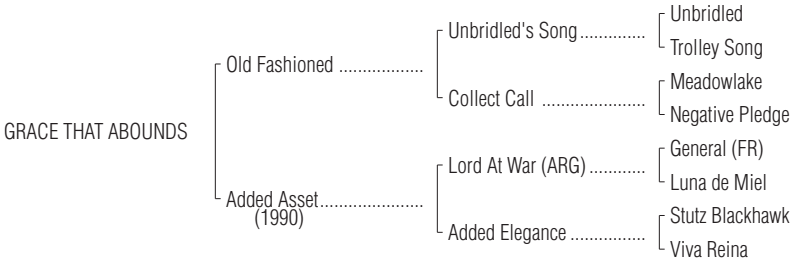 Unbridled
Unbridled's Song..............
Trolley Song
Old Fashioned ..................
Meadowlake
Collect Call ......................
Negative Pledge
GRACE THAT ABOUNDS
General (FR)
Lord At War (ARG) ............
Luna de Miel
Added Asset......................
(1990)
Stutz Blackhawk
Added Elegance ................
Viva Reina